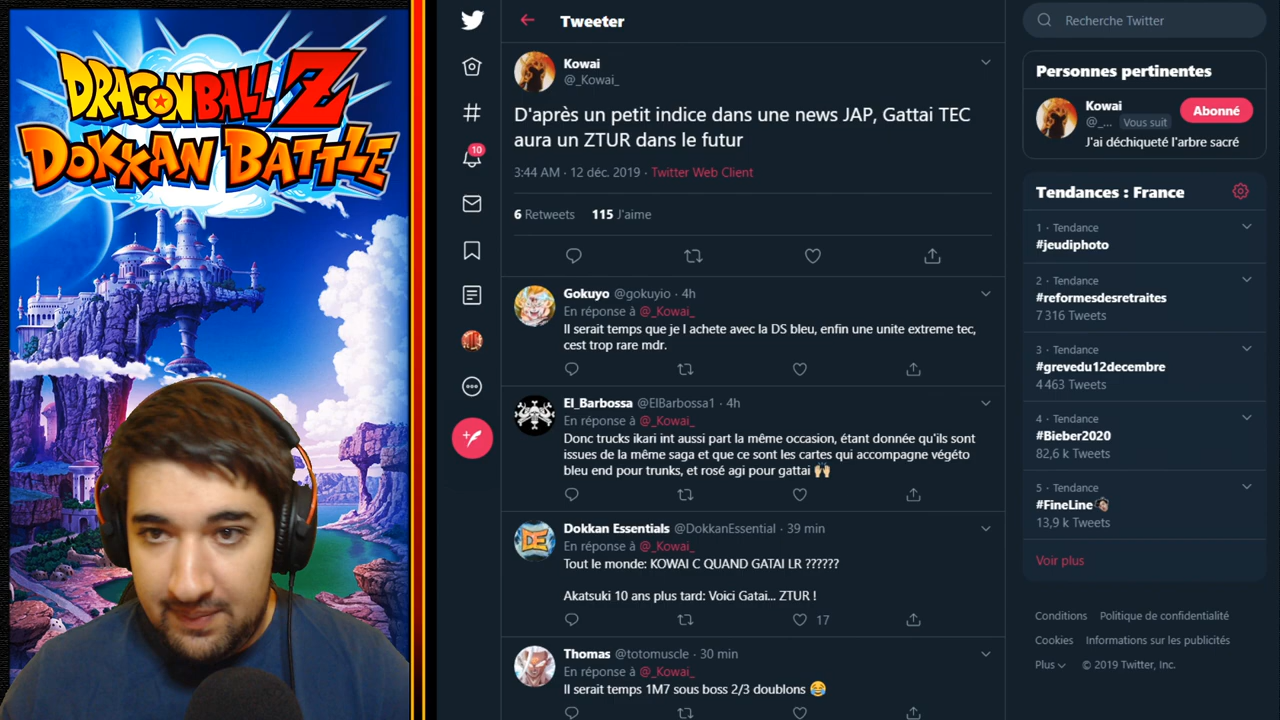 DRAGONBALL Z
DOKKAN BATTLE
10
Tweeter
Kowai
@_Kowai_
D'après un petit indice dans une news JAP, Gattai TEC
aura un ZTUR dans le futur
3:44 AM · 12 déc. 2019 · Twitter Web Client
6 Retweets 115 J'aime
Gokuyo @gokuyio · 4h
En réponse à @_Kowai_
Il serait temps que je l achete avec la DS bleu, enfin une unite extreme tec,
cest trop rare mdr.
El_Barbossa @ElBarbossa1 · 4h
En réponse à @_Kowai_
Donc trucks ikari int aussi part la même occasion, étant donnée qu'ils sont
issues de la même saga et que ce sont les cartes qui accompagne végéto
bleu end pour trunks, et rosé agi pour gattai 🙌🏻
DE
Dokkan Essentials @DokkanEssential · 39 min
En réponse à @_Kowai_
Tout le monde: KOWAI C QUAND GATAI LR ??????
Akatsuki 10 ans plus tard: Voici Gatai... ZTUR !
17
Thomas @totomuscle · 30 min
En réponse à @_Kowai_
Il serait temps 1M7 sous boss 2/3 doublons 😂
Recherche Twitter
Personnes pertinentes
Kowai
@_... Vous suit
Abonné
J'ai déchiqueté l'arbre sacré
Tendances : France
1 · Tendance
#jeudiphoto
2 · Tendance
#reformesdesretraites
7 316 Tweets
3 · Tendance
#grevedu12decembre
4 463 Tweets
4 · Tendance
#Bieber2020
82,6 k Tweets
5 · Tendance
#FineLine
13,9 k Tweets
Voir plus
Conditions Politique de confidentialité
Cookies Informations sur les publicités
Plus © 2019 Twitter, Inc.